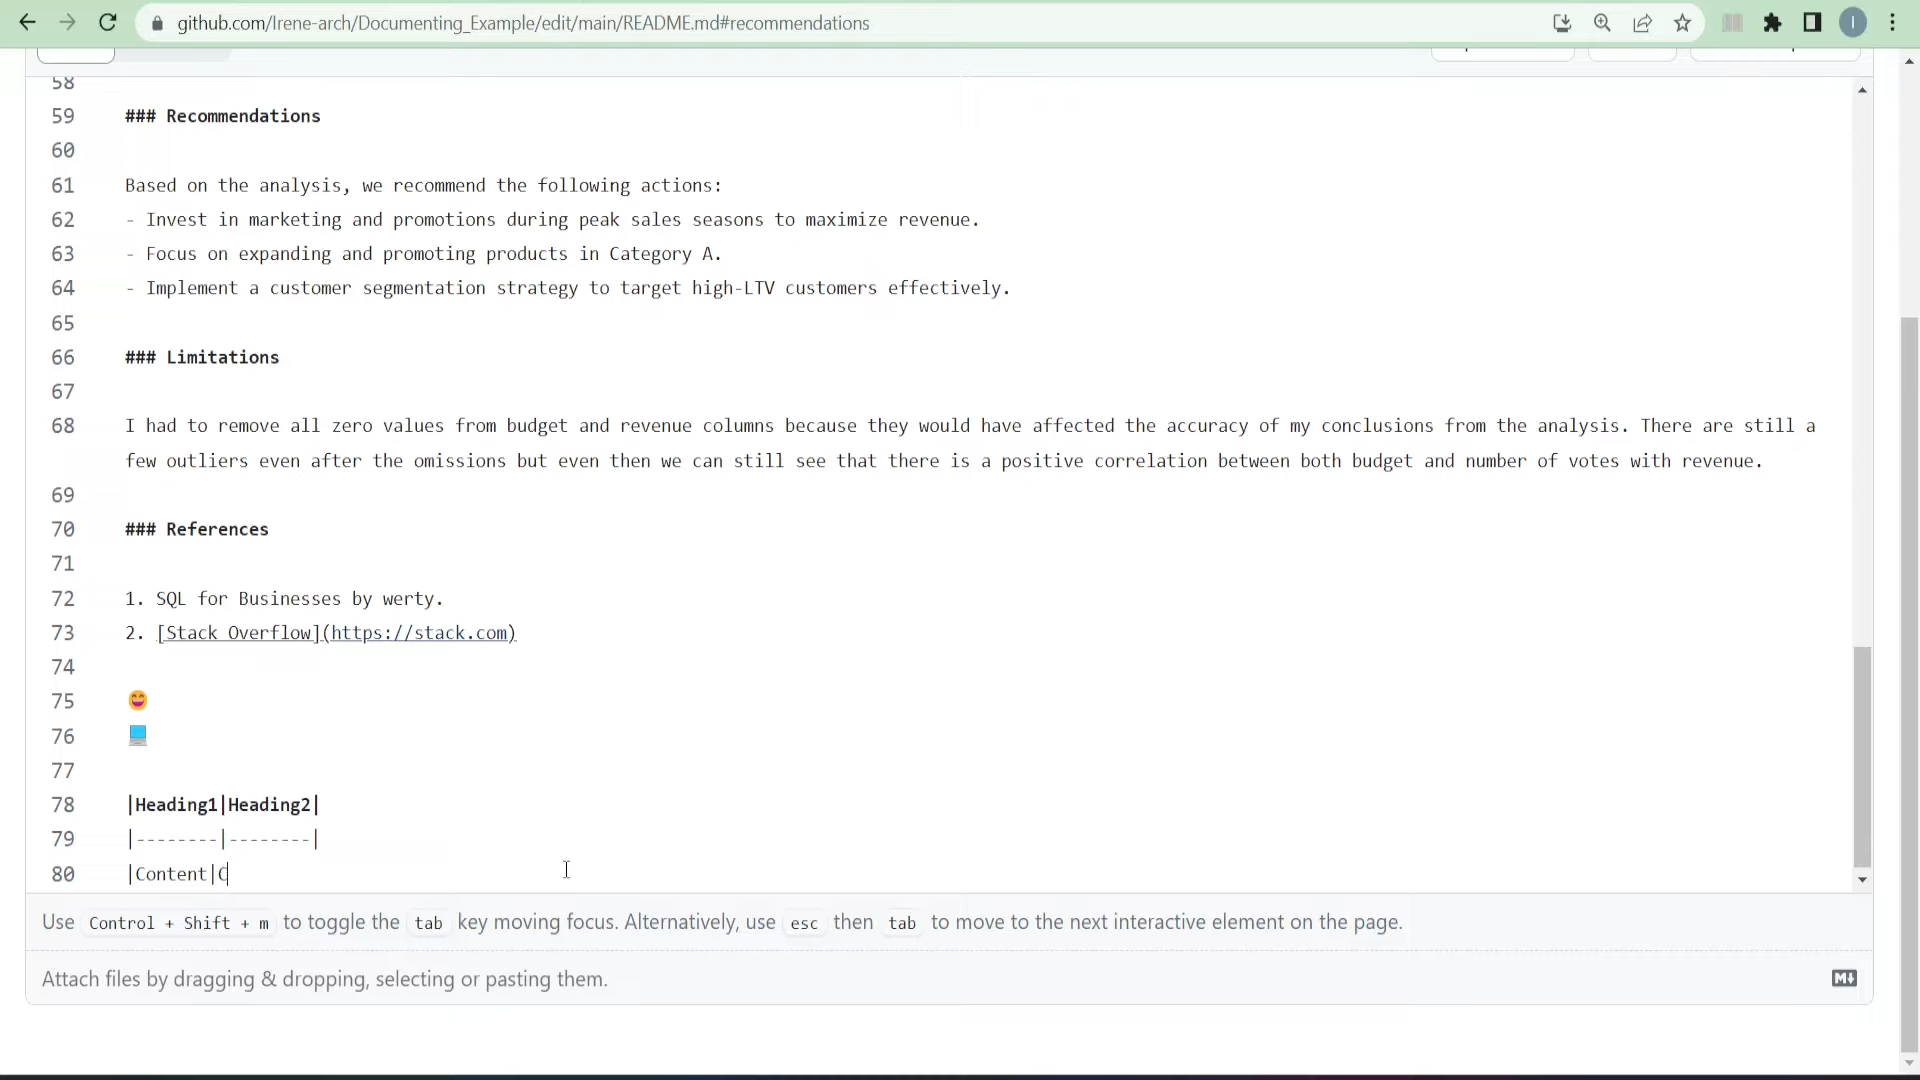 github.com/Irene-arch/Documenting_Example/edit/main/README.md#recommendations
I
58
59 ### Recommendations
60
61 Based on the analysis, we recommend the following actions:
62 - Invest in marketing and promotions during peak sales seasons to maximize revenue.
63 - Focus on expanding and promoting products in Category A.
64 - Implement a customer segmentation strategy to target high-LTV customers effectively.
65
66 ### Limitations
67
68 I had to remove all zero values from budget and revenue columns because they would have affected the accuracy of my conclusions from the analysis. There are still a
few outliers even after the omissions but even then we can still see that there is a positive correlation between both budget and number of votes with revenue.
69
70 ### References
71
72 1. SQL for Businesses by werty.
73 2. [Stack Overflow](https://stack.com)
74
75 😄
76 💻
77
78 |Heading1|Heading2|
79 |--------|--------|
80 |Content|C
Use Control + Shift + m to toggle the tab key moving focus. Alternatively, use esc then tab to move to the next interactive element on the page.
Attach files by dragging & dropping, selecting or pasting them.
M↓